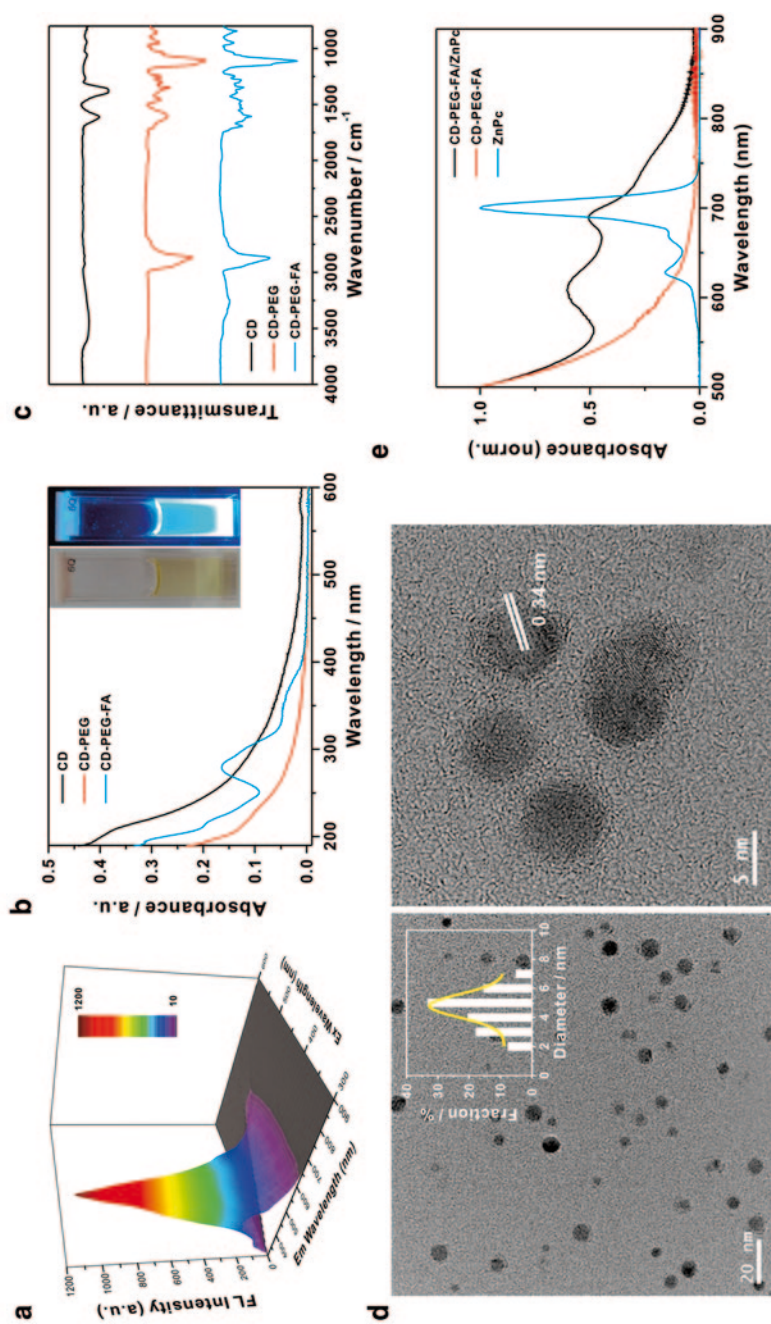 a
FL Intensity (a.u.)
1200
1000
800
600
400
200
0
1200
10
Em Wavelength (nm)
Ex Wavelength (nm)
b
CD
CD-PEG
CD-PEG-FA
Absorbance / a.u.
0.5
0.4
0.3
0.2
0.1
0.0
200 300 400 500 600
Wavelength / nm
c
Transmittance / a.u.
CD
CD-PEG
CD-PEG-FA
4000 3500 3000 2500 2000 1500 1000
Wavenumber / cm-1
d
20 nm
Fraction / %
40
30
20
10
0
0 2 4 6 8 10
Diameter / nm
0.34 nm
5 nm
e
Absorbance (norm.)
1.0
0.5
0.0
CD-PEG-FA/ZnPc
CD-PEG-FA
ZnPc
500 600 700 800 900
Wavelength (nm)